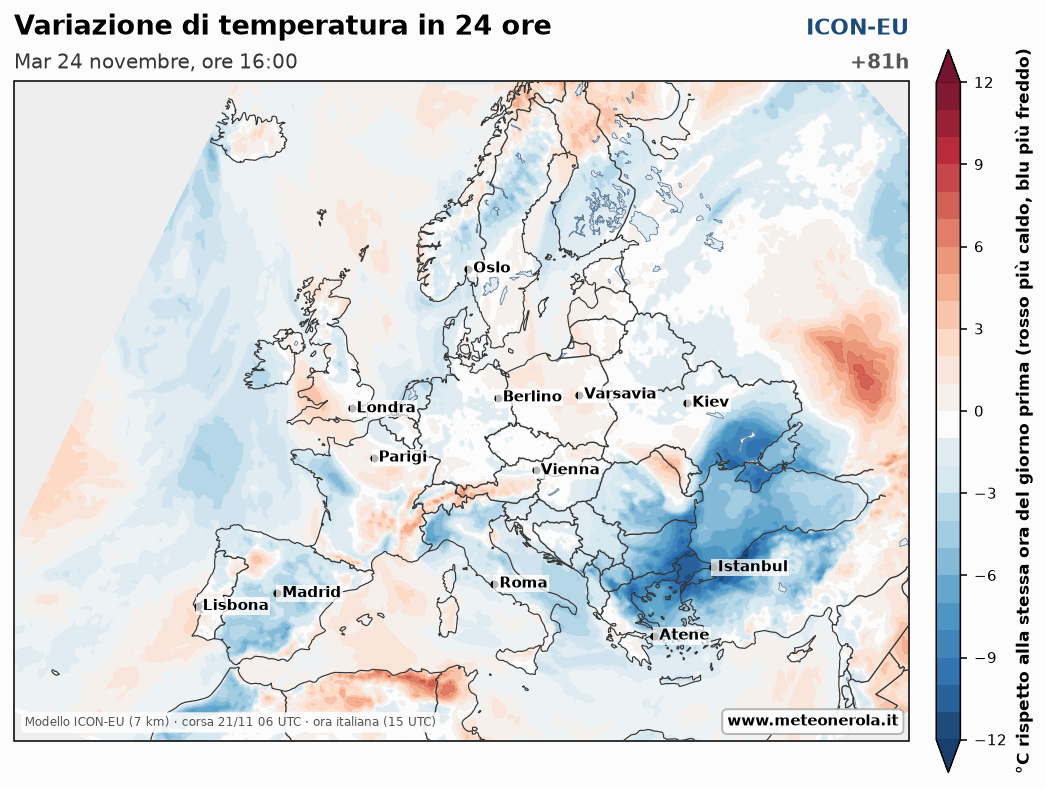 Variazione di temperatura in 24 ore
ICON-EU
Mar 24 novembre, ore 16:00
+81h
Oslo
Berlino
Varsavia
Kiev
Londra
Parigi
Vienna
Istanbul
Roma
Madrid
Lisbona
Atene
Modello ICON-EU (7 km) · corsa 21/11 06 UTC · ora italiana (15 UTC)
www.meteonerola.it
12
9
6
3
0
−3
−6
−9
−12
°C rispetto alla stessa ora del giorno prima (rosso più caldo, blu più freddo)